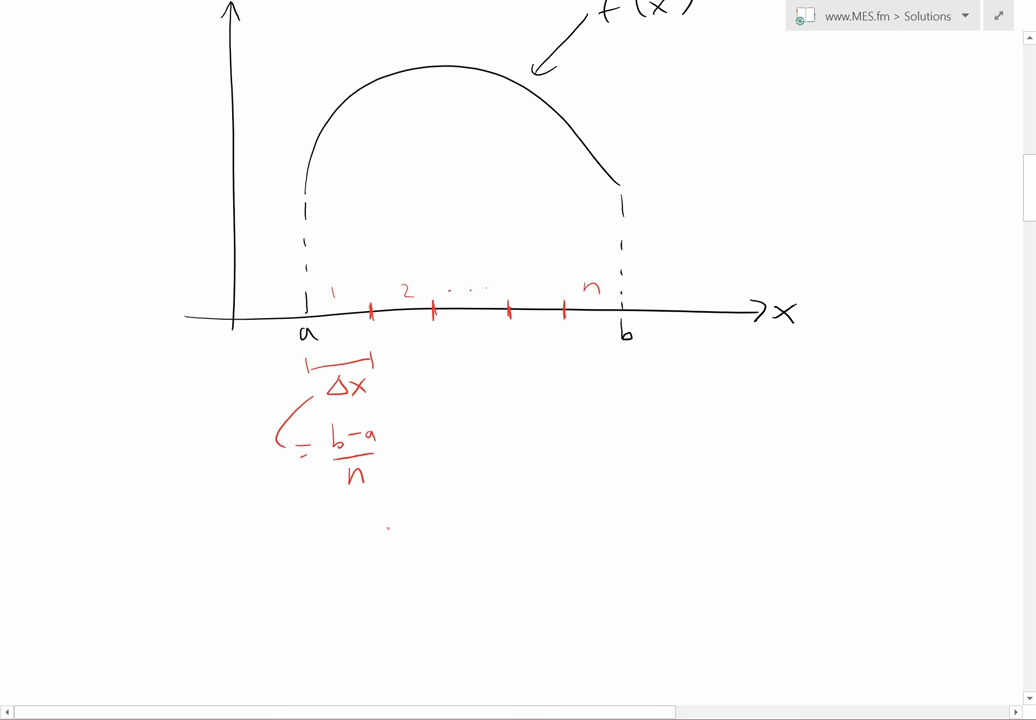 www.MES.fm > Solutions
f(x)
1 2 .... n
a b x
Δx
= b-a
n